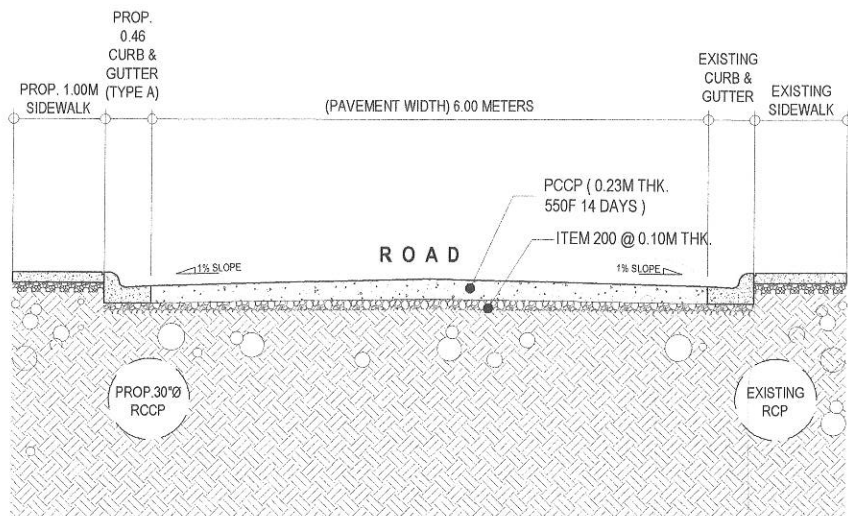 PROP.
0.46
CURB &
GUTTER
(TYPE A)
PROP. 1.00M
SIDEWALK
(PAVEMENT WIDTH) 6.00 METERS
EXISTING
CURB &
GUTTER
EXISTING
SIDEWALK
PCCP ( 0.23M THK.
550F 14 DAYS )
ITEM 200 @ 0.10M THK.
ROAD
1% SLOPE
1% SLOPE
PROP.30"Ø
RCCP
EXISTING
RCP